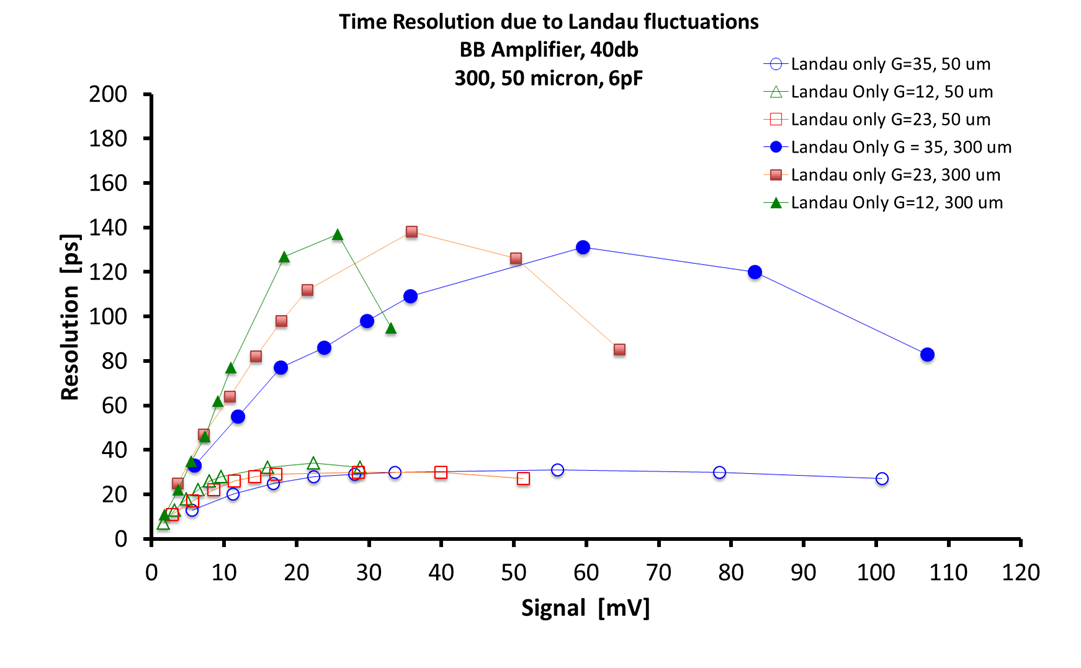 Time Resolution due to Landau fluctuations
BB Amplifier, 40db
300, 50 micron, 6pF
Landau only G=35, 50 um
Landau Only G=12, 50 um
Landau only G=23, 50 um
Landau Only G = 35, 300 um
Landau only G=23, 300 um
Landau Only G=12, 300 um
Resolution [ps]
200
180
160
140
120
100
80
60
40
20
0
0 10 20 30 40 50 60 70 80 90 100 110 120
Signal [mV]